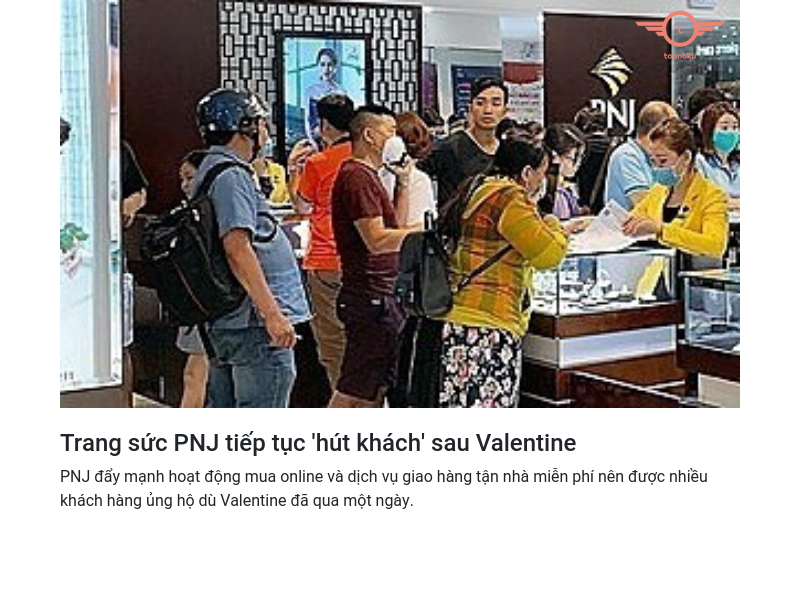 PNJ
Trang sức PNJ tiếp tục 'hút khách' sau Valentine
PNJ đẩy mạnh hoạt động mua online và dịch vụ giao hàng tận nhà miễn phí nên được nhiều
khách hàng ủng hộ dù Valentine đã qua một ngày.